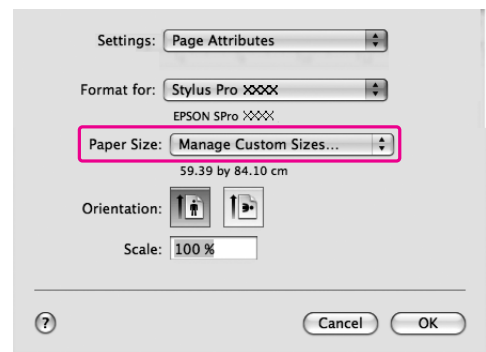 Settings: Page Attributes
Format for: Stylus Pro XXXX
EPSON SPro XXXX
Paper Size: Manage Custom Sizes...
59.39 by 84.10 cm
Orientation:
Scale: 100 %
? Cancel OK